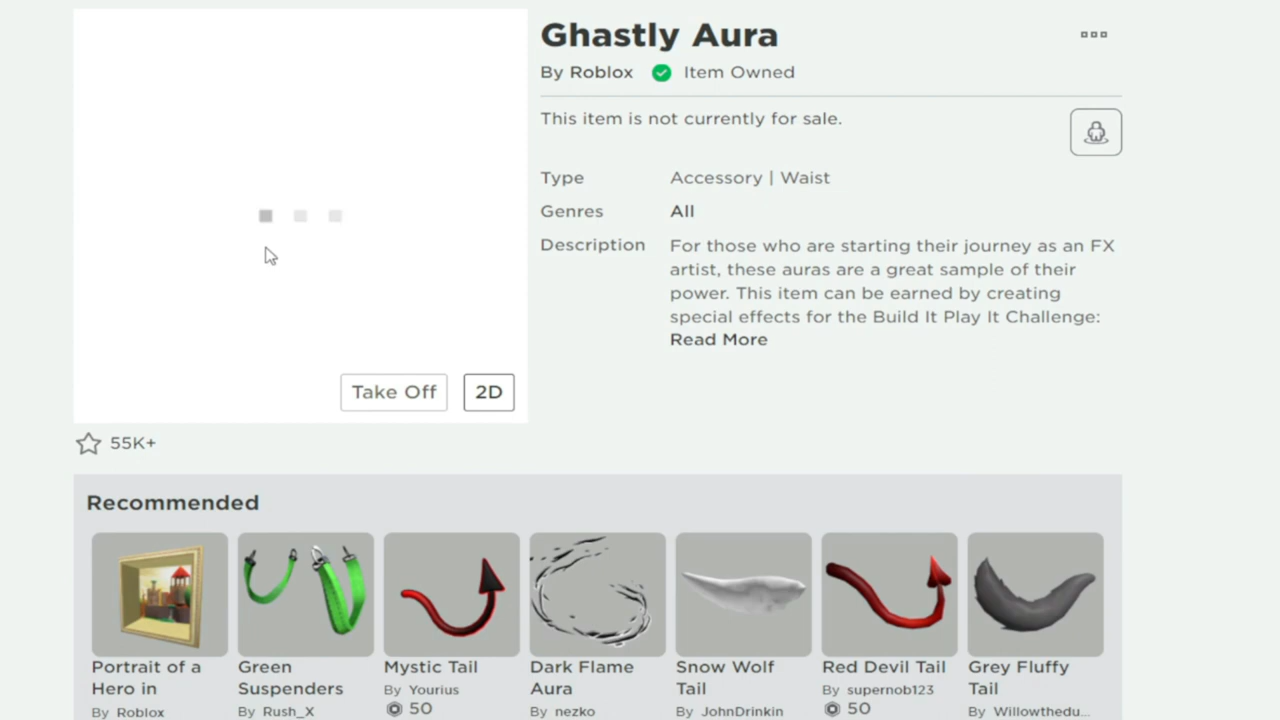 Ghastly Aura
By Roblox Item Owned
This item is not currently for sale.
Type Accessory | Waist
Genres All
Description For those who are starting their journey as an FX
artist, these auras are a great sample of their
power. This item can be earned by creating
special effects for the Build It Play It Challenge:
Read More
Take Off 2D
55K+
Recommended
Portrait of a Green Mystic Tail Dark Flame Snow Wolf Red Devil Tail Grey Fluffy
Hero in Suspenders By Yourius Aura Tail By supernob123 Tail
By Roblox By Rush_X 50 By nezko By JohnDrinkin 50 By Willowthedu...